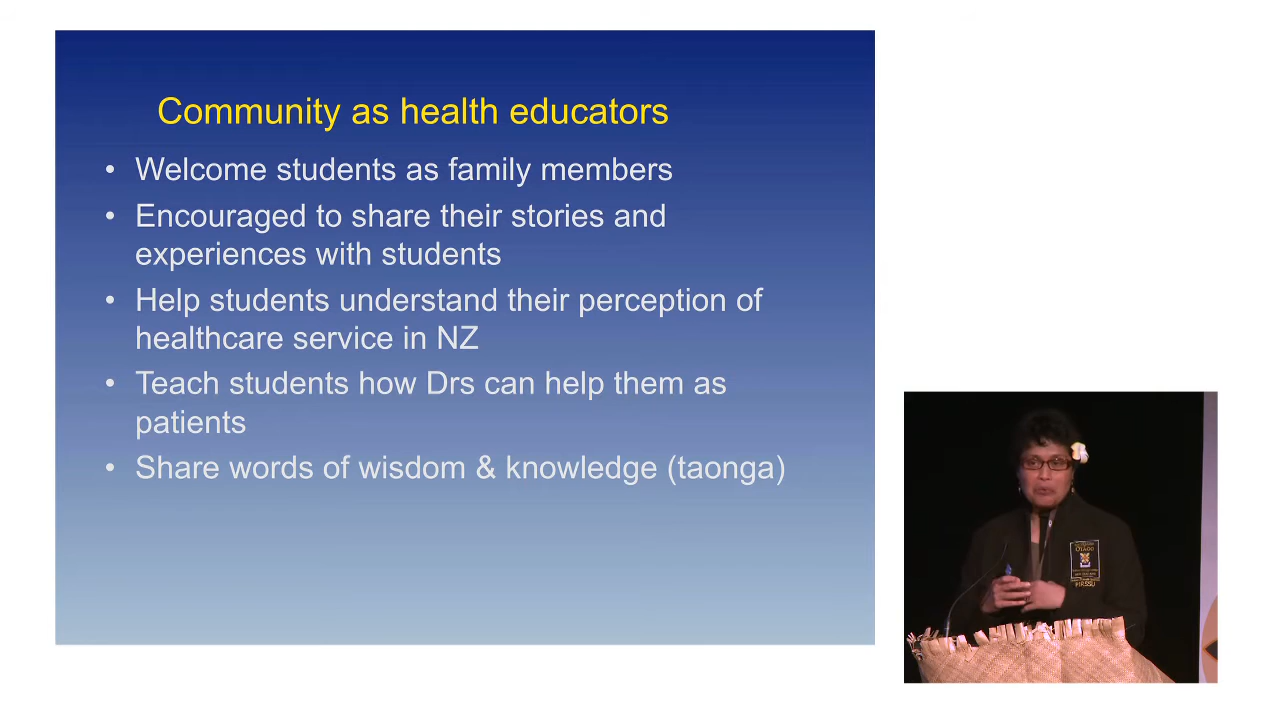 Community as health educators
• Welcome students as family members
• Encouraged to share their stories and
experiences with students
• Help students understand their perception of
healthcare service in NZ
• Teach students how Drs can help them as
patients
• Share words of wisdom & knowledge (taonga)
OTAGO
PIRSSU